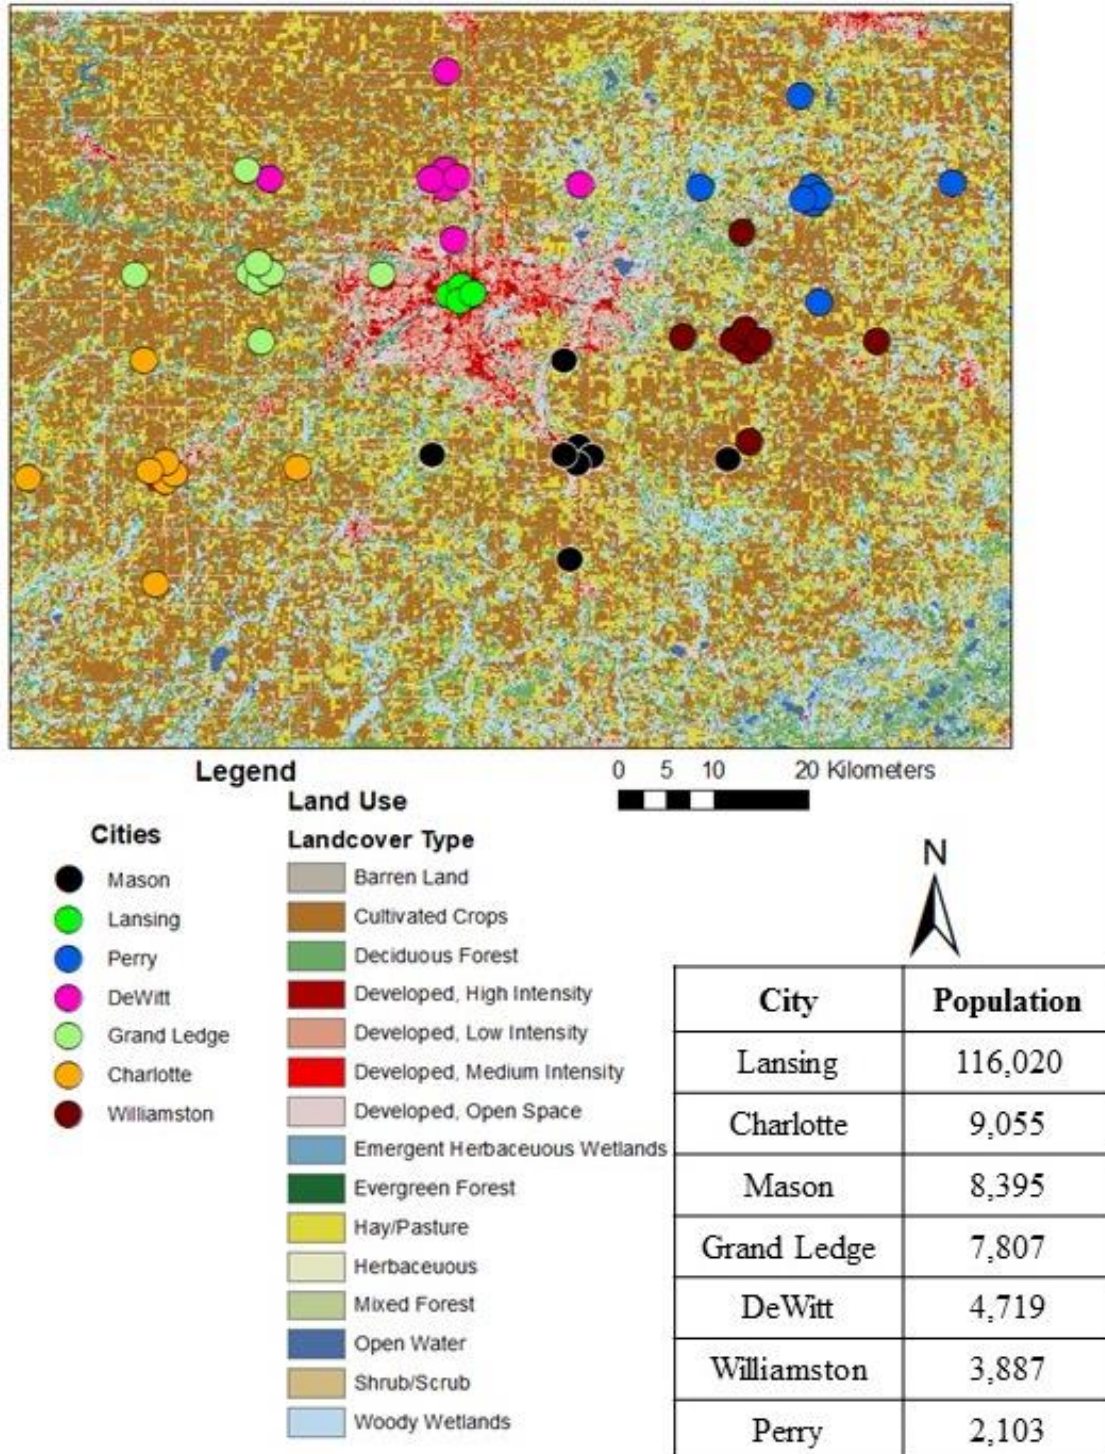 Legend
0 5 10 20 Kilometers
Cities
Mason
Lansing
Perry
DeWitt
Grand Ledge
Charlotte
Williamston
Land Use
Landcover Type
Barren Land
Cultivated Crops
Deciduous Forest
Developed, High Intensity
Developed, Low Intensity
Developed, Medium Intensity
Developed, Open Space
Emergent Herbaceuous Wetlands
Evergreen Forest
Hay/Pasture
Herbaceuous
Mixed Forest
Open Water
Shrub/Scrub
Woody Wetlands
N
City Population
Lansing 116,020
Charlotte 9,055
Mason 8,395
Grand Ledge 7,807
DeWitt 4,719
Williamston 3,887
Perry 2,103